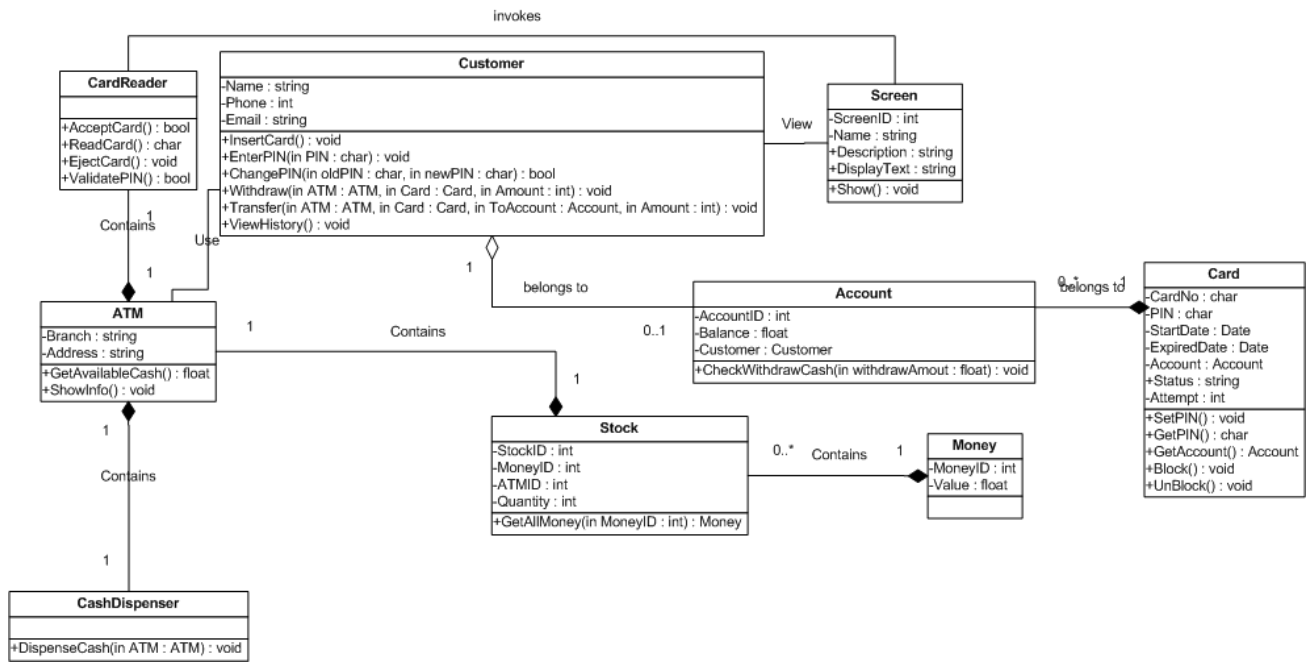 invokes
CardReader
+AcceptCard() : bool
+ReadCard() : char
+EjectCard() : void
+ValidatePIN() : bool
Customer
-Name : string
-Phone : int
-Email : string
+InsertCard() : void
+EnterPIN(in PIN : char) : void
+ChangePIN(in oldPIN : char, in newPIN : char) : bool
+Withdraw(in ATM : ATM, in Card : Card, in Amount : int) : void
+Transfer(in ATM : ATM, in Card : Card, in ToAccount : Account, in Amount : int) : void
+ViewHistory() : void
View
Screen
-ScreenID : int
-Name : string
+Description : string
+DisplayText : string
+Show() : void
1
Contains
1
Use
1
belongs to
0..1
ATM
-Branch : string
-Address : string
+GetAvailableCash() : float
+ShowInfo() : void
1
Contains
1
Account
-AccountID : int
-Balance : float
-Customer : Customer
+CheckWithdrawCash(in withdrawAmout : float) : void
0..*
belongs to
1
Card
-CardNo : char
-PIN : char
-StartDate : Date
-ExpiredDate : Date
-Account : Account
+Status : string
-Attempt : int
+SetPIN() : void
+GetPIN() : char
+GetAccount() : Account
+Block() : void
+UnBlock() : void
1
Contains
1
Stock
-StockID : int
-MoneyID : int
-ATMID : int
-Quantity : int
+GetAllMoney(in MoneyID : int) : Money
0..*
Contains
1
Money
-MoneyID : int
-Value : float
CashDispenser
+DispenseCash(in ATM : ATM) : void